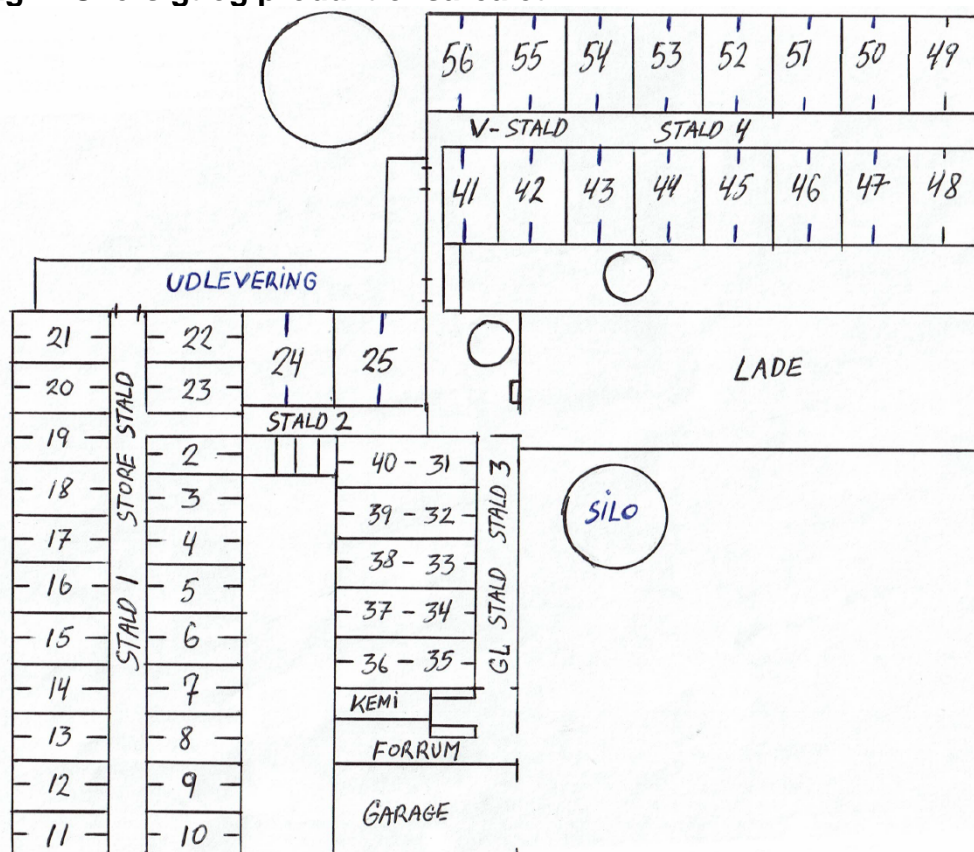 56 55 54 53 52 51 50 49
V-STALD STALD 4
41 42 43 44 45 46 47 48
UDLEVERING
21 22
24 25
LADE
20 23
STALD 2
19 2
40 - 31
18 3
39 - 32
SILO
17 4
38 - 33
16 5
37 - 34
15 6
36 - 35
14 7
KEMI
13 8
FORRUM
12 9
GARAGE
11 10
STALD 1 STORE STALD
GL STALD 3